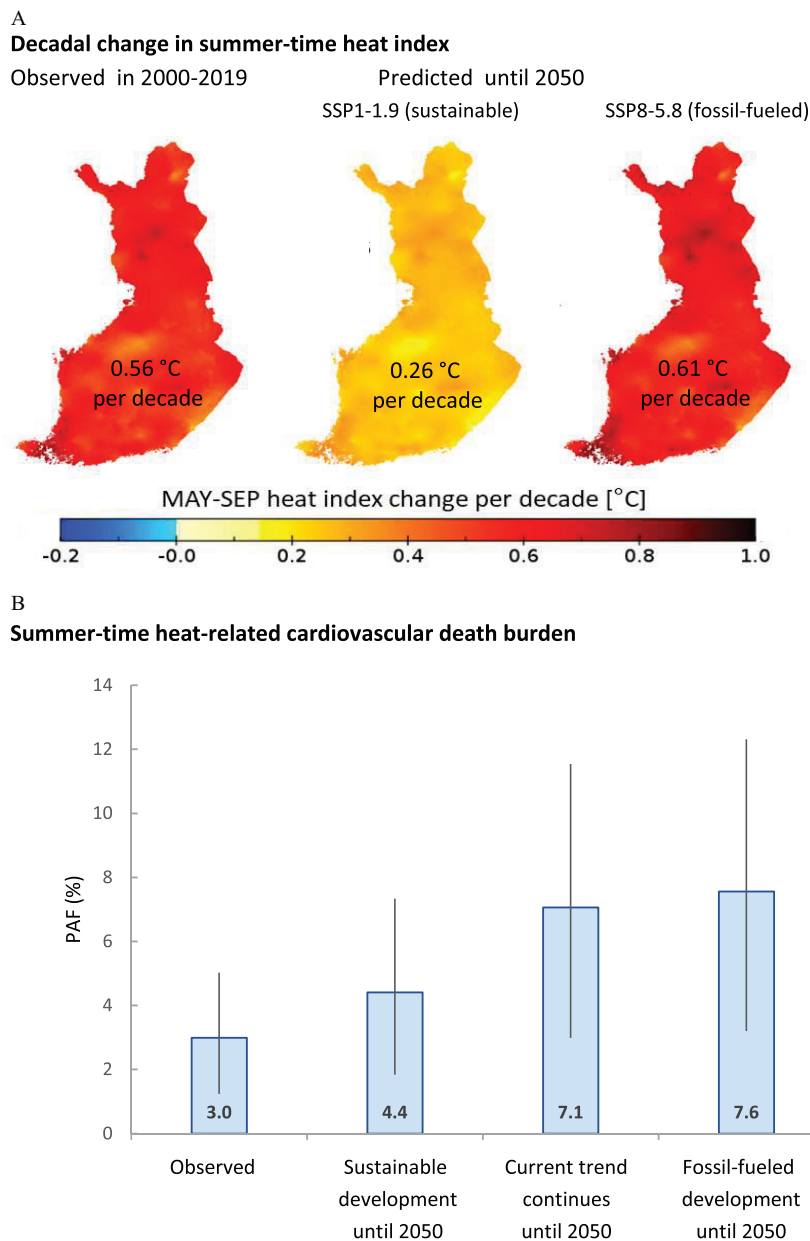 A
Decadal change in summer-time heat index
Observed in 2000-2019 Predicted until 2050
SSP1-1.9 (sustainable) SSP8-5.8 (fossil-fueled)
0.56 °C
per decade
0.26 °C
per decade
0.61 °C
per decade
MAY-SEP heat index change per decade [°C]
-0.2 -0.0 0.2 0.4 0.6 0.8 1.0
B
Summer-time heat-related cardiovascular death burden
PAF (%)
14
12
10
8
6
4
2
0
3.0 4.4 7.1 7.6
Observed
Sustainable
development
until 2050
Current trend
continues
until 2050
Fossil-fueled
development
until 2050